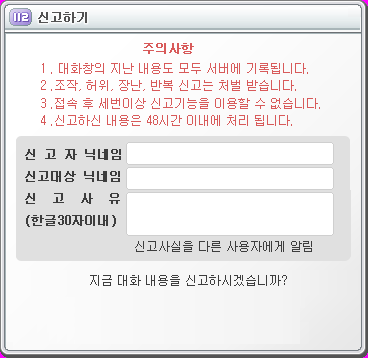 112 신고하기
주의사항
1. 대화창의 지난 내용도 모두 서버에 기록됩니다.
2.조작, 허위, 장난, 반복 신고는 처벌 받습니다.
3.접속 후 세번이상 신고기능을 이용할 수 없습니다.
4.신고하신 내용은 48시간 이내에 처리 됩니다.
신 고 자 닉네임
신고대상 닉네임
신 고 사 유
(한글30자이내)
신고사실을 다른 사용자에게 알림
지금 대화 내용을 신고하시겠습니까?